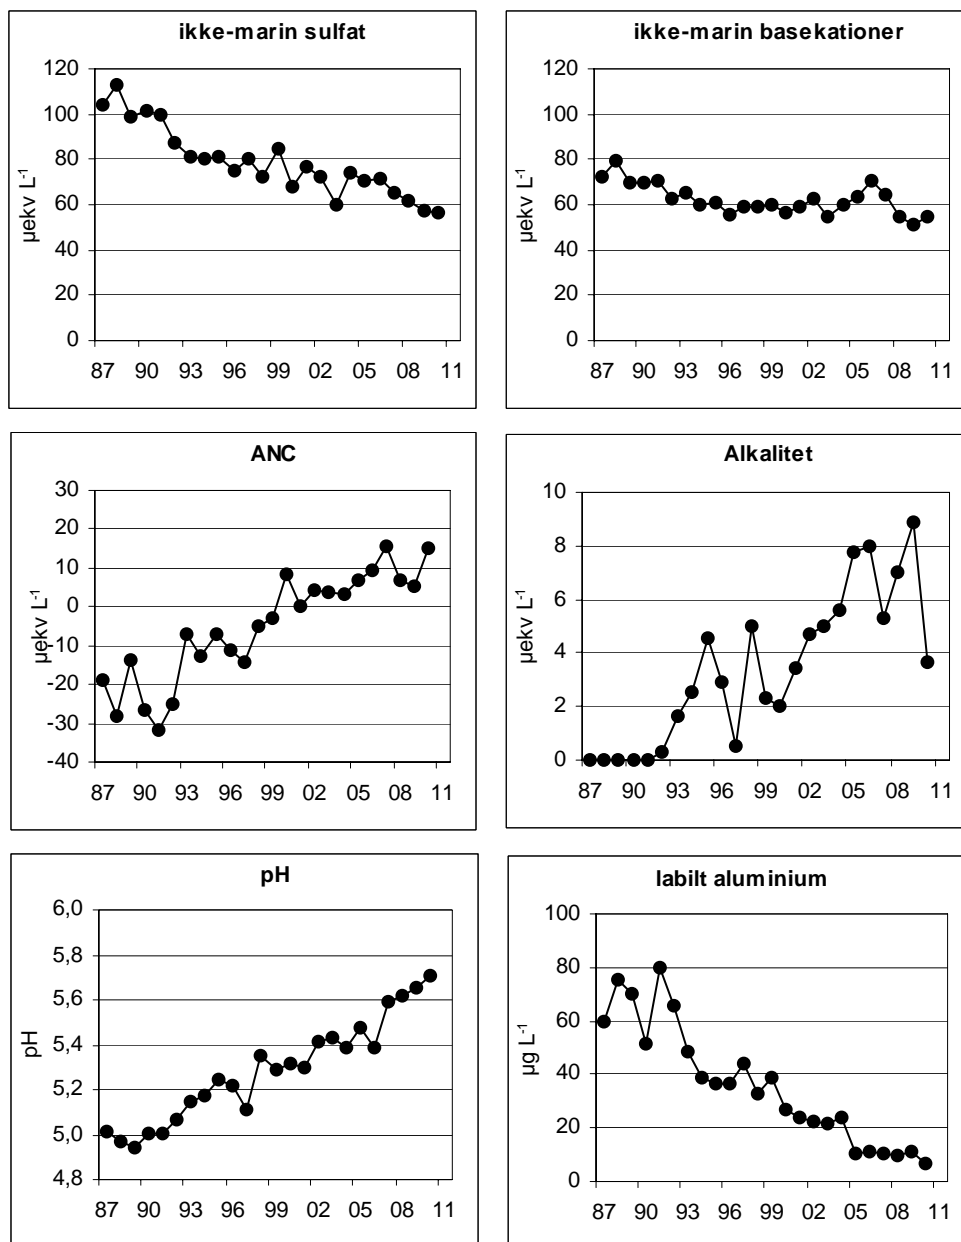 ikke-marin sulfat
120
100
80
60
40
20
0
µekv L-1
87 90 93 96 99 02 05 08 11
ikke-marin basekationer
120
100
80
60
40
20
0
µekv L-1
87 90 93 96 99 02 05 08 11
ANC
30
20
10
0
-10
-20
-30
-40
µekv L-1
87 90 93 96 99 02 05 08 11
Alkalitet
10
8
6
4
2
0
µekv L-1
87 90 93 96 99 02 05 08 11
pH
6,0
5,8
5,6
5,4
5,2
5,0
4,8
pH
87 90 93 96 99 02 05 08 11
labilt aluminium
100
80
60
40
20
0
µg L-1
87 90 93 96 99 02 05 08 11